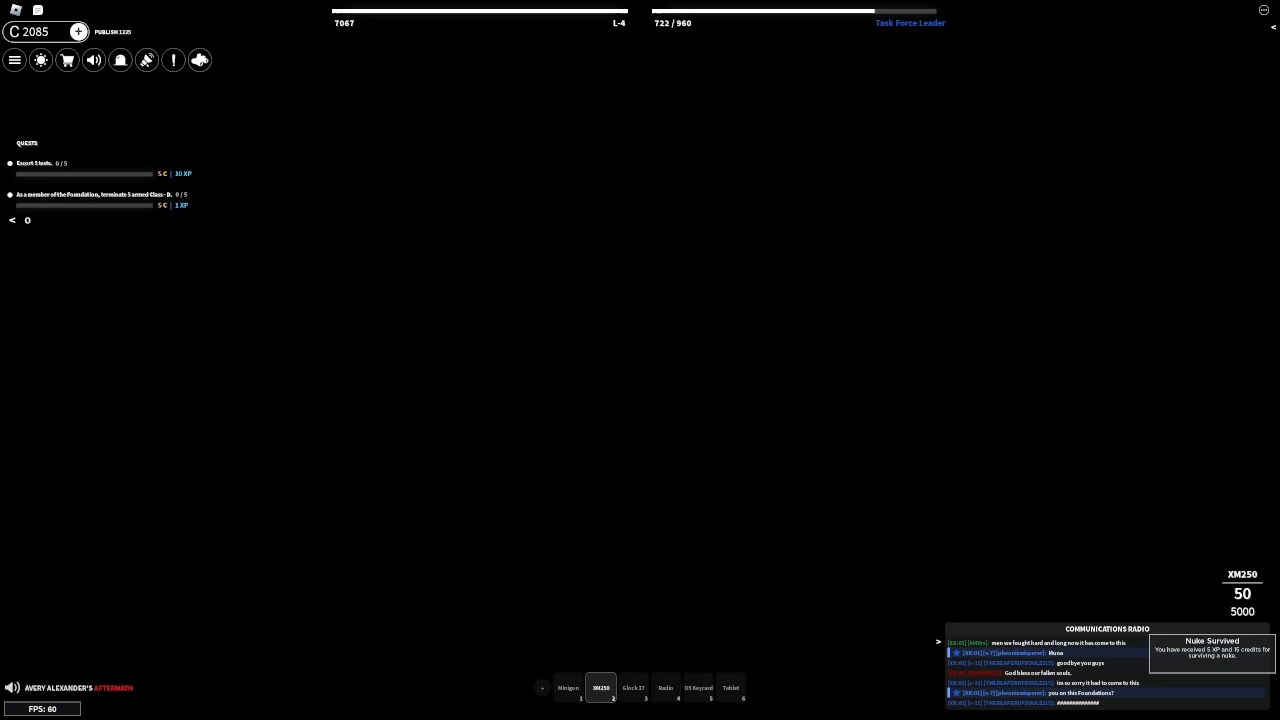 7067
L-4
722 / 960
Task Force Leader
C 2085
+
PUBLISH 1335
<
QUESTS
Escort 5 tests. 0 / 5
5 C | 10 XP
As a member of the Foundation, terminate 5 armed Class - D. 0 / 5
5 C | 1 XP
< O
XM250
50
5000
COMMUNICATIONS RADIO
men we fought hard and long now it has come to this
Muna
goodbye you guys
God bless our fallen souls.
im so sorry it had to come to this
you on this Foundations?
##############
>
Nuke Survived
You have received 5 XP and 15 credits for
surviving a nuke.
+
Minigun 1
XM250 2
Glock 17 3
Radio 4
O5 Keycard 5
Tablet 6
AVERY ALEXANDER'S AFTERMATH
FPS: 60